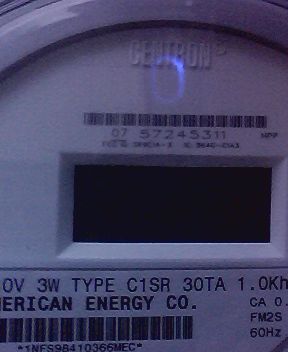 CENTRON
07 57245311
0V 3W TYPE C1SR 30TA 1.0Kh
MERICAN ENERGY CO.
CA 0.
FM2S
60Hz
*1NFS98410366MEC*